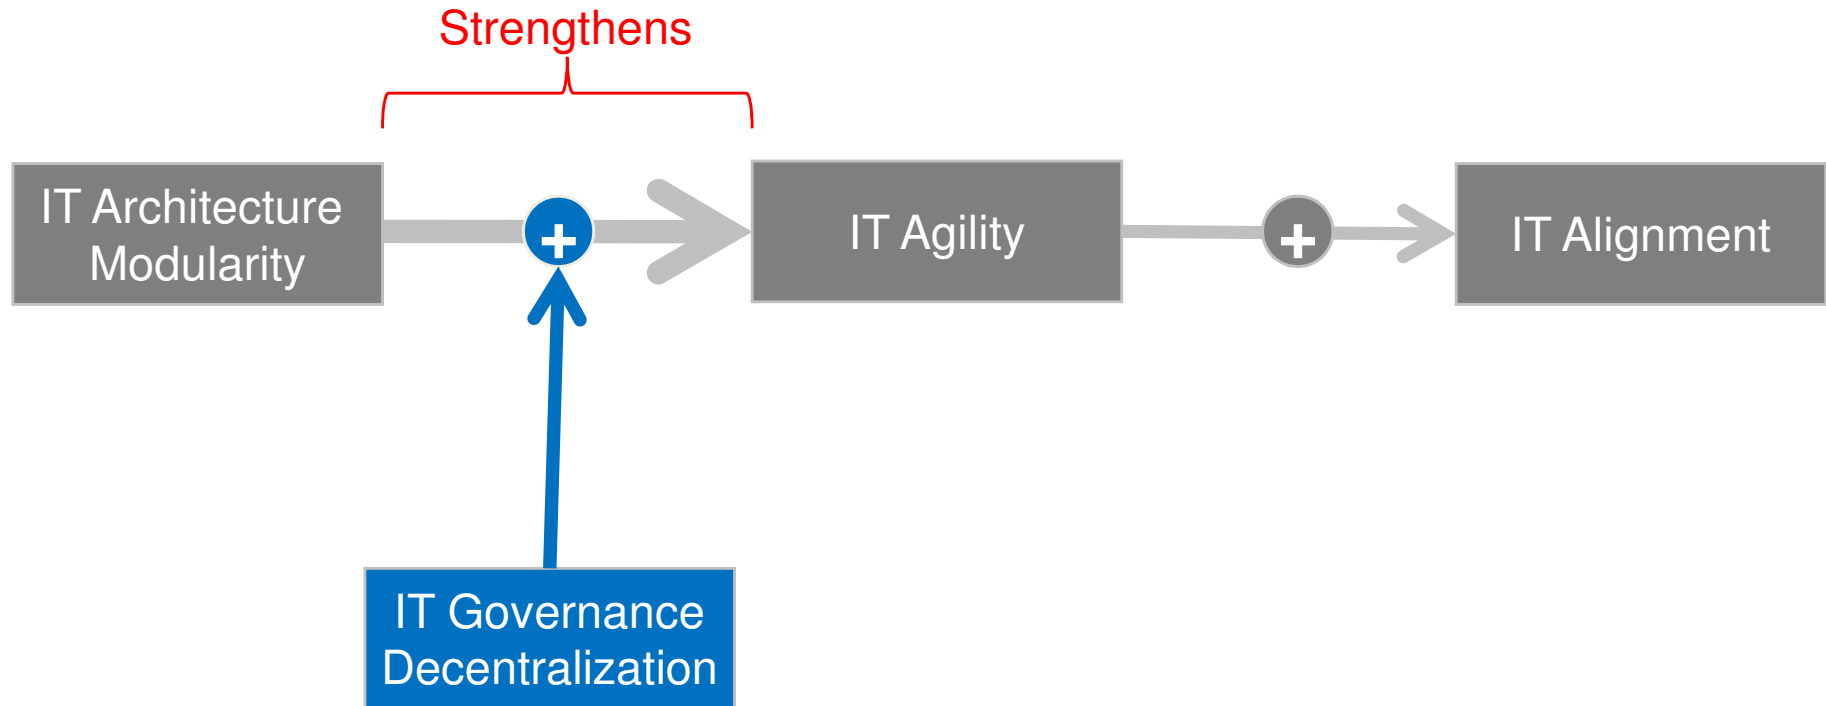 Strengthens
IT Architecture
Modularity
+
IT Agility
+
IT Alignment
IT Governance
Decentralization